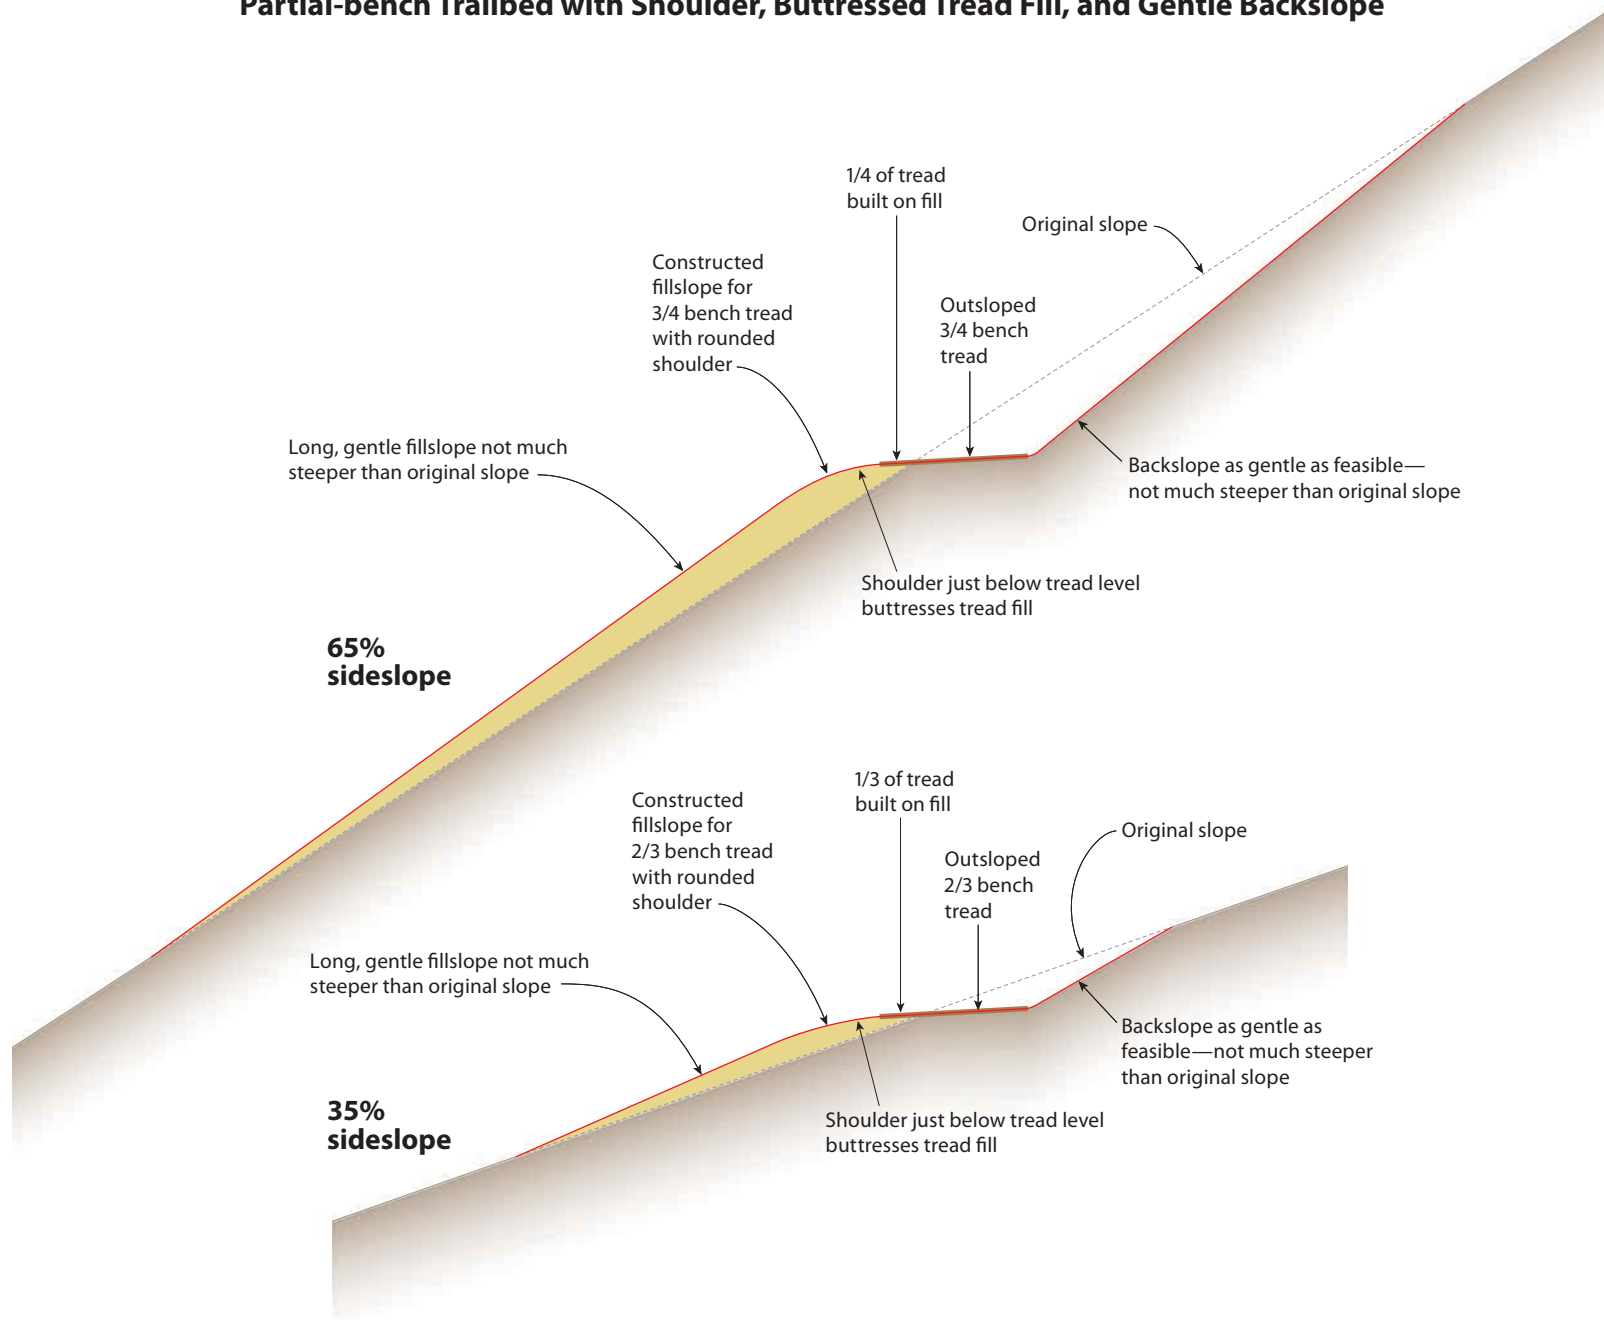 Partial-bench Trailbed with Shoulder, Buttressed Tread Fill, and Gentle Backslope
1/4 of tread
built on fill
Original slope
Constructed
fillslope for
3/4 bench tread
with rounded
shoulder
Outsloped
3/4 bench
tread
Long, gentle fillslope not much
steeper than original slope
Backslope as gentle as feasible—
not much steeper than original slope
Shoulder just below tread level
buttresses tread fill
65%
sideslope
1/3 of tread
built on fill
Constructed
fillslope for
2/3 bench tread
with rounded
shoulder
Original slope
Outsloped
2/3 bench
tread
Long, gentle fillslope not much
steeper than original slope
Backslope as gentle as
feasible—not much steeper
than original slope
35%
sideslope
Shoulder just below tread level
buttresses tread fill